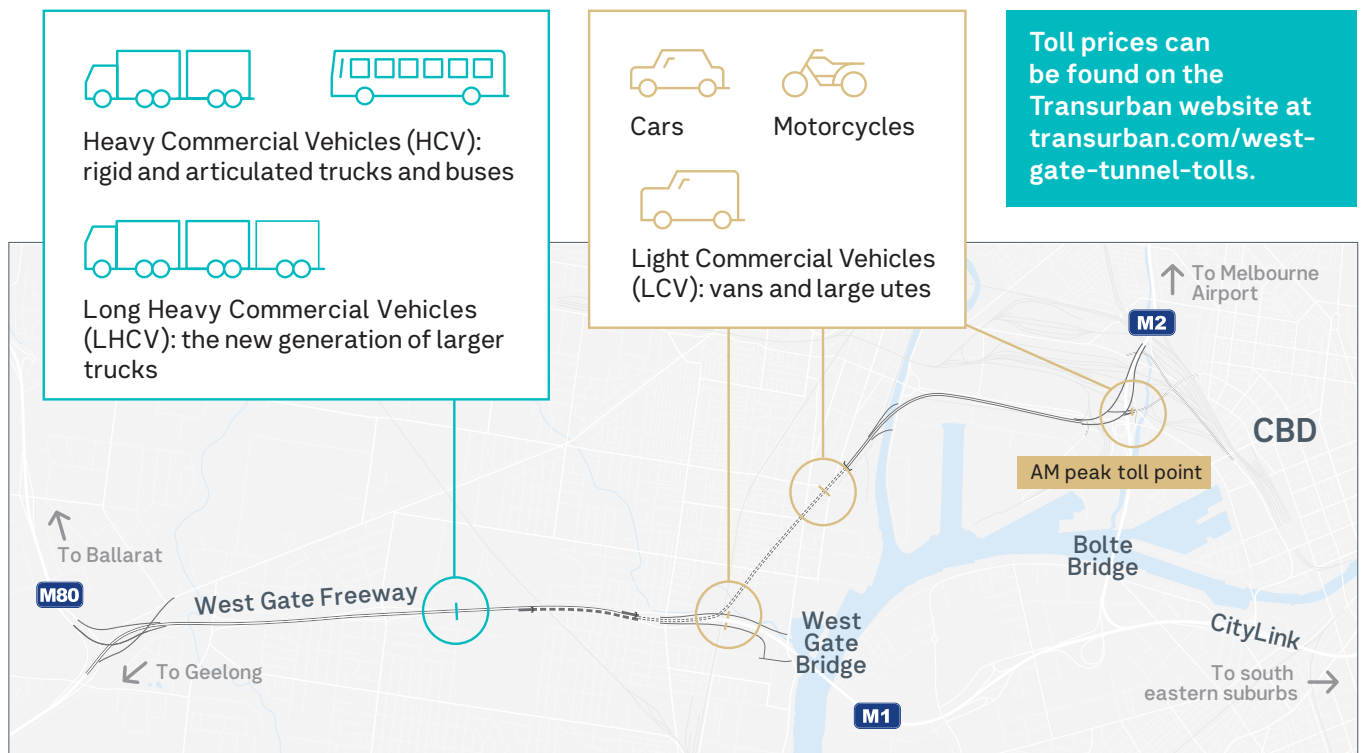 Heavy Commercial Vehicles (HCV):
rigid and articulated trucks and buses
Long Heavy Commercial Vehicles
(LHCV): the new generation of larger
trucks
Cars
Motorcycles
Light Commercial Vehicles
(LCV): vans and large utes
Toll prices can
be found on the
Transurban website at
transurban.com/west-
gate-tunnel-tolls.
To Melbourne
Airport
M2
CBD
AM peak toll point
To Ballarat
Bolte
Bridge
M80
West Gate Freeway
West
Gate
Bridge
CityLink
To Geelong
To south
eastern suburbs
M1